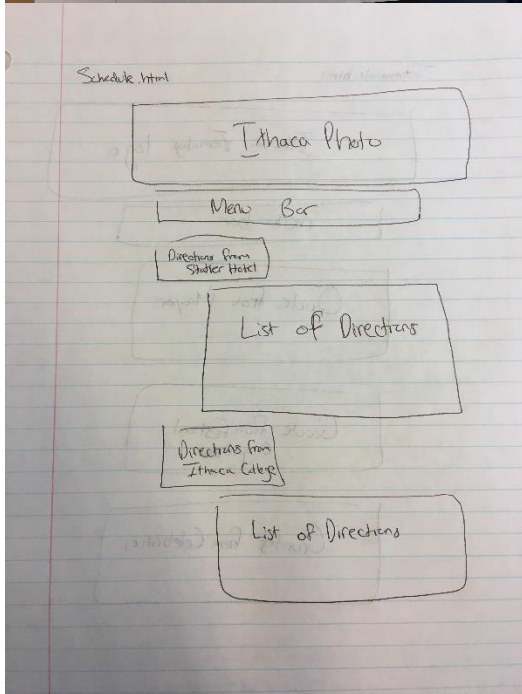 Schedule.html
Ithaca Photo
Menu Bar
Directions from
Statler Hotel
List of Directions
Directions from
Ithaca College
List of Directions